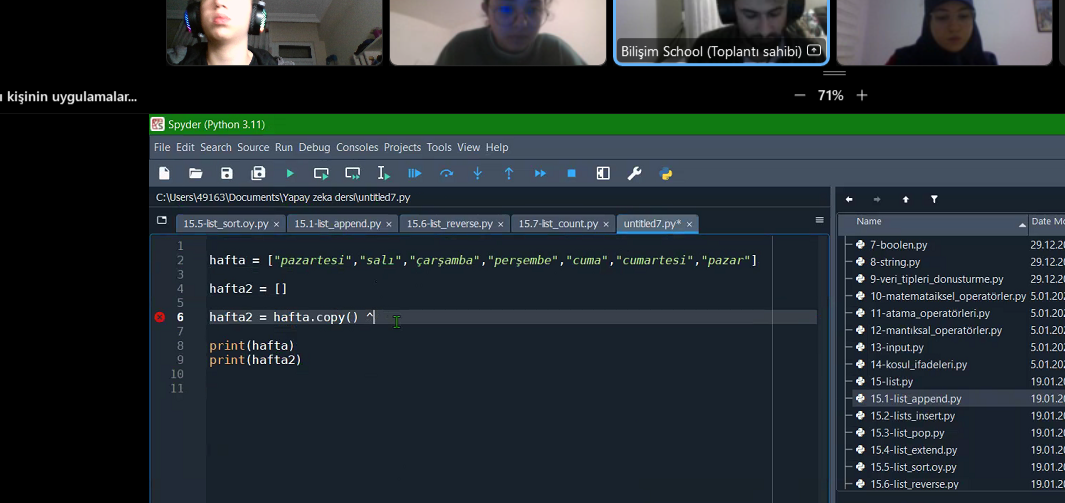 Bilişim School (Toplantı sahibi)
ı kişinin uygulamalar...
71%
Spyder (Python 3.11)
File Edit Search Source Run Debug Consoles Projects Tools View Help
C:\Users\49163\Documents\Yapay zeka dersi\untitled7.py
15.5-list_sort.oy.py
15.1-list_append.py
15.6-list_reverse.py
15.7-list_count.py
untitled7.py*
1
2 hafta = ["pazartesi","salı","çarşamba","perşembe","cuma","cumartesi","pazar"]
3
4 hafta2 = []
5
6 hafta2 = hafta.copy() ^
7
8 print(hafta)
9 print(hafta2)
10
11
Name Date Mo
7-boolen.py 29.12.20
8-string.py 29.12.20
9-veri_tipleri_donusturme.py 29.12.20
10-matemataiksel_operatörler.py 5.01.202
11-atama_operatörleri.py 5.01.202
12-mantıksal_operatörler.py 5.01.202
13-input.py 5.01.202
14-kosul_ifadeleri.py 5.01.202
15-list.py 19.01.20
15.1-list_append.py 19.01.20
15.2-lists_insert.py 19.01.20
15.3-list_pop.py 19.01.20
15.4-list_extend.py 19.01.20
15.5-list_sort.oy.py 19.01.20
15.6-list_reverse.py 19.01.20